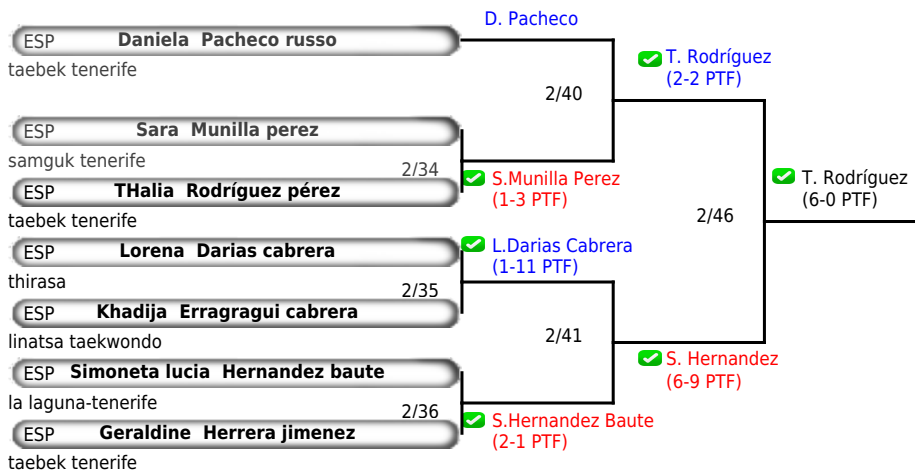 D. Pacheco
ESP Daniela Pacheco russo
taebek tenerife
T. Rodríguez
(2-2 PTF)
2/40
ESP Sara Munilla perez
samguk tenerife
2/34
S.Munilla Perez
(1-3 PTF)
ESP THalia Rodríguez pérez
taebek tenerife
T. Rodríguez
(6-0 PTF)
2/46
ESP Lorena Darias cabrera
thirasa
L.Darias Cabrera
(1-11 PTF)
2/35
ESP Khadija Erragragui cabrera
linatsa taekwondo
2/41
S. Hernandez
(6-9 PTF)
ESP Simoneta lucia Hernandez baute
la laguna-tenerife
2/36
S.Hernandez Baute
(2-1 PTF)
ESP Geraldine Herrera jimenez
taebek tenerife